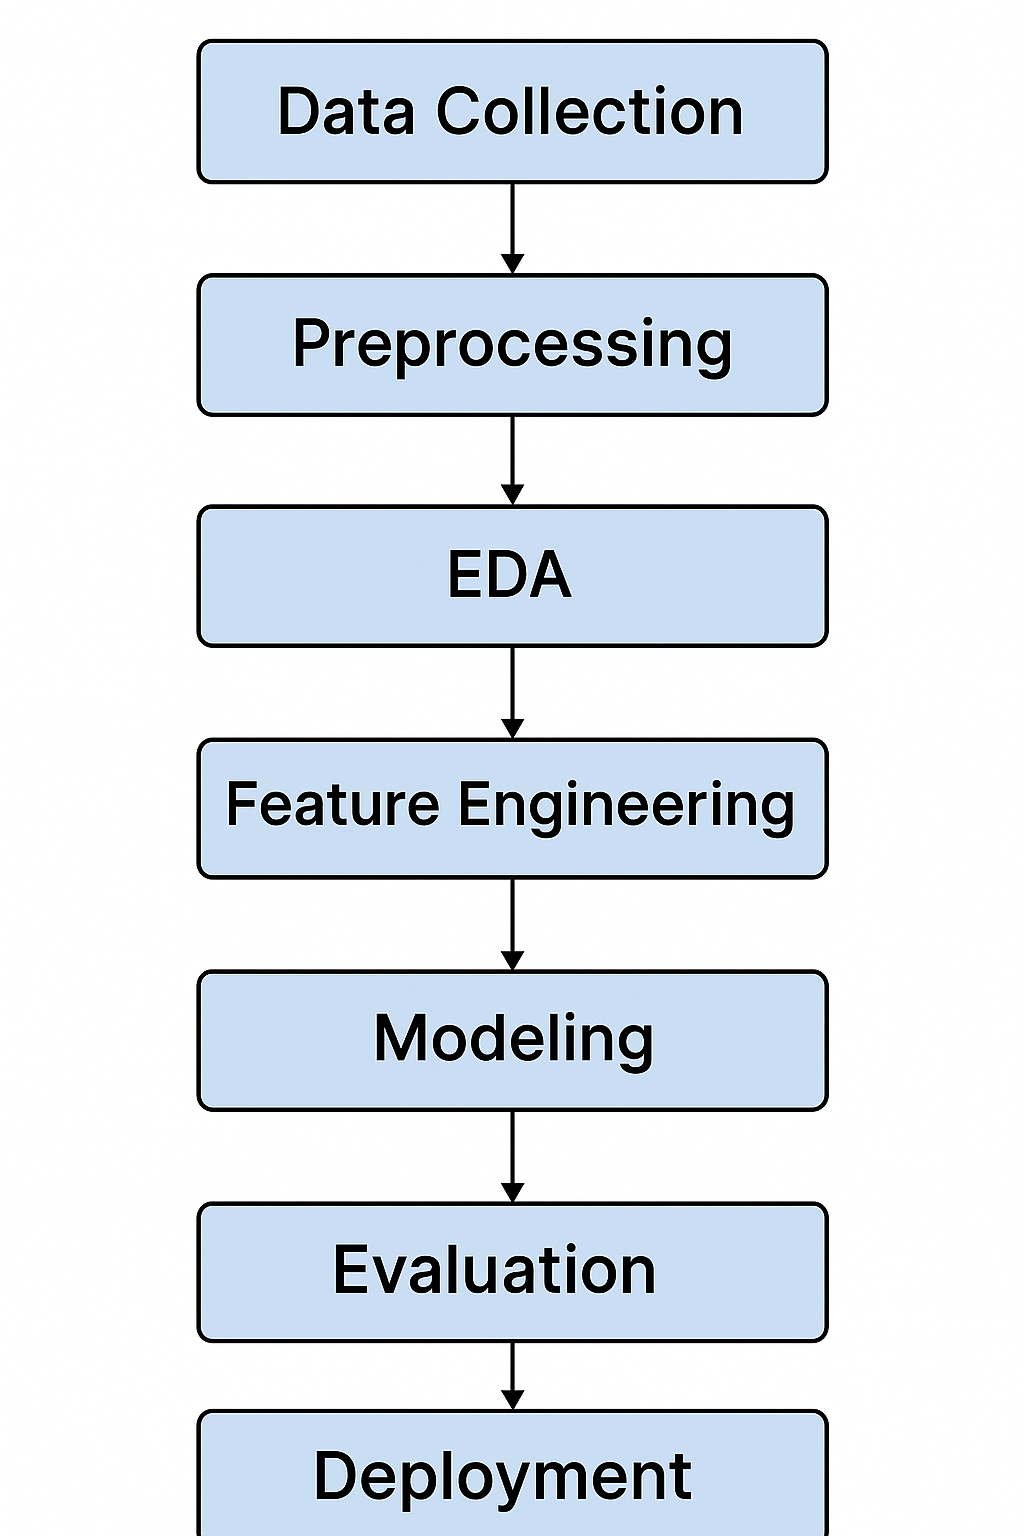 Data Collection
Preprocessing
EDA
Feature Engineering
Modeling
Evaluation
Deployment